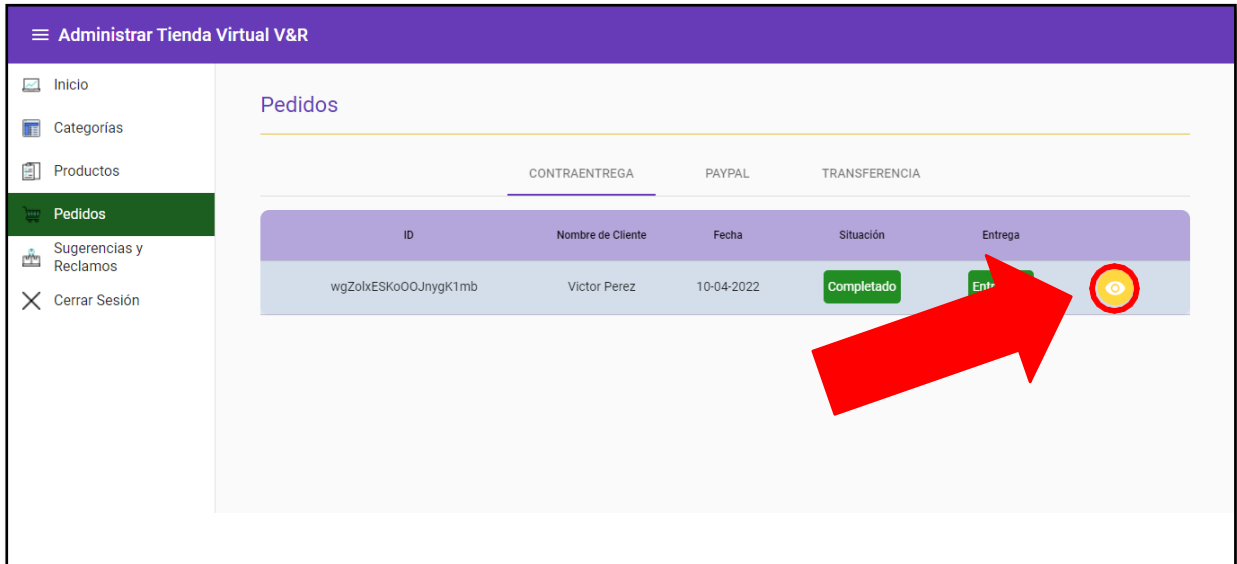 Administrar Tienda Virtual V&R
Inicio
Categorías
Productos
Pedidos
Sugerencias y
Reclamos
Cerrar Sesión
Pedidos
CONTRAENTREGA PAYPAL TRANSFERENCIA
ID Nombre de Cliente Fecha Situación Entrega
Victor Perez 10-04-2022 Completado